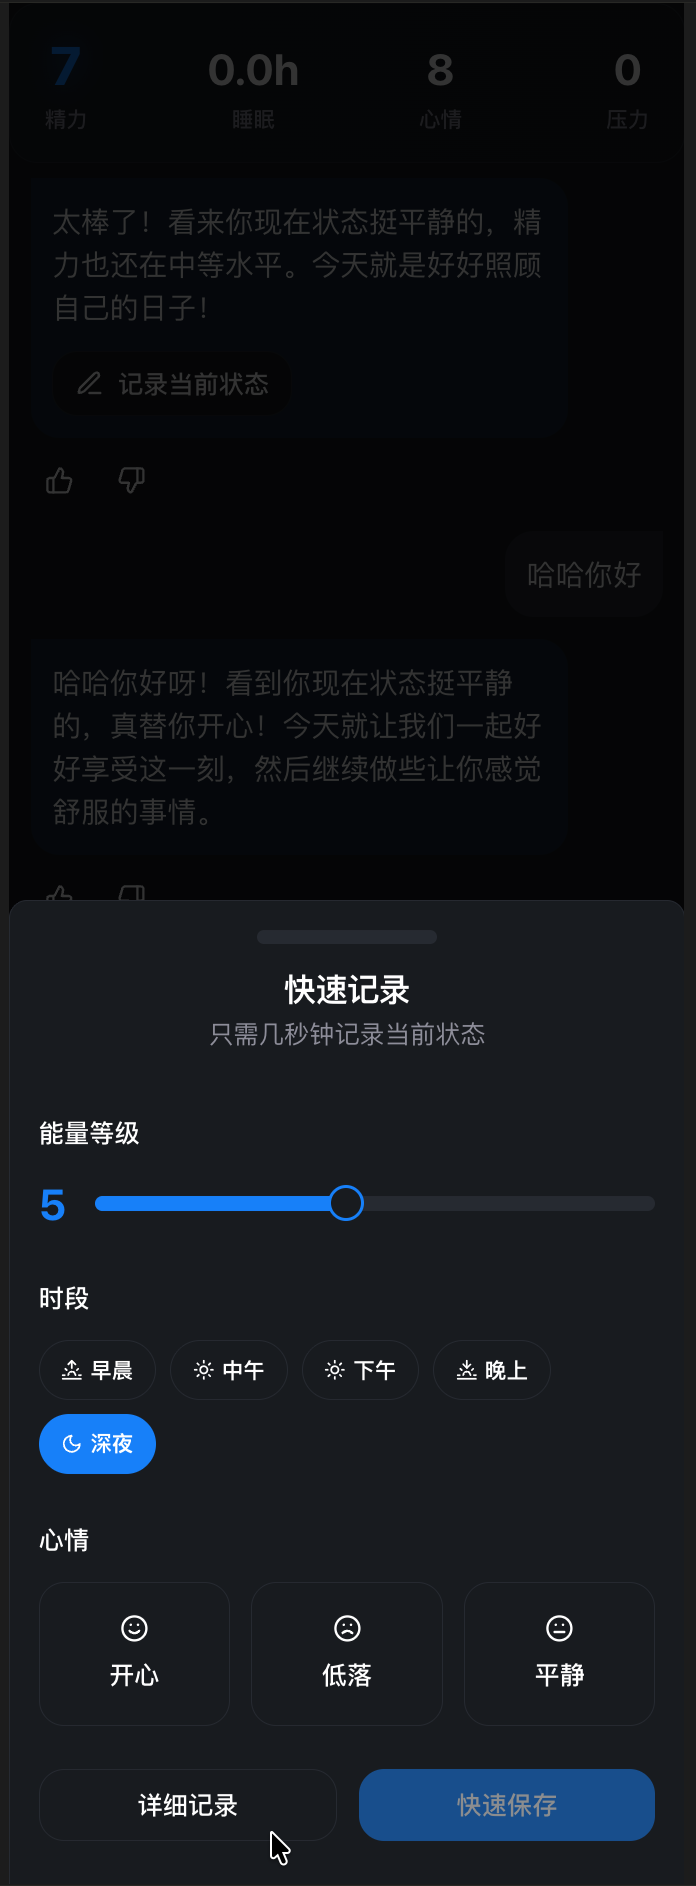 7 0.0h 8 0
精力 睡眠 心情 压力
太棒了！看来你现在状态挺平静的，精
力也还在中等水平。今天就是好好照顾
自己的日子！
记录当前状态
哈哈你好
哈哈你好呀！看到你现在状态挺平静
的，真替你开心！今天就让我们一起好
好享受这一刻，然后继续做些让你感觉
舒服的事情。
快速记录
只需几秒钟记录当前状态
能量等级
5
时段
早晨 中午 下午 晚上
深夜
心情
开心 低落 平静
详细记录 快速保存